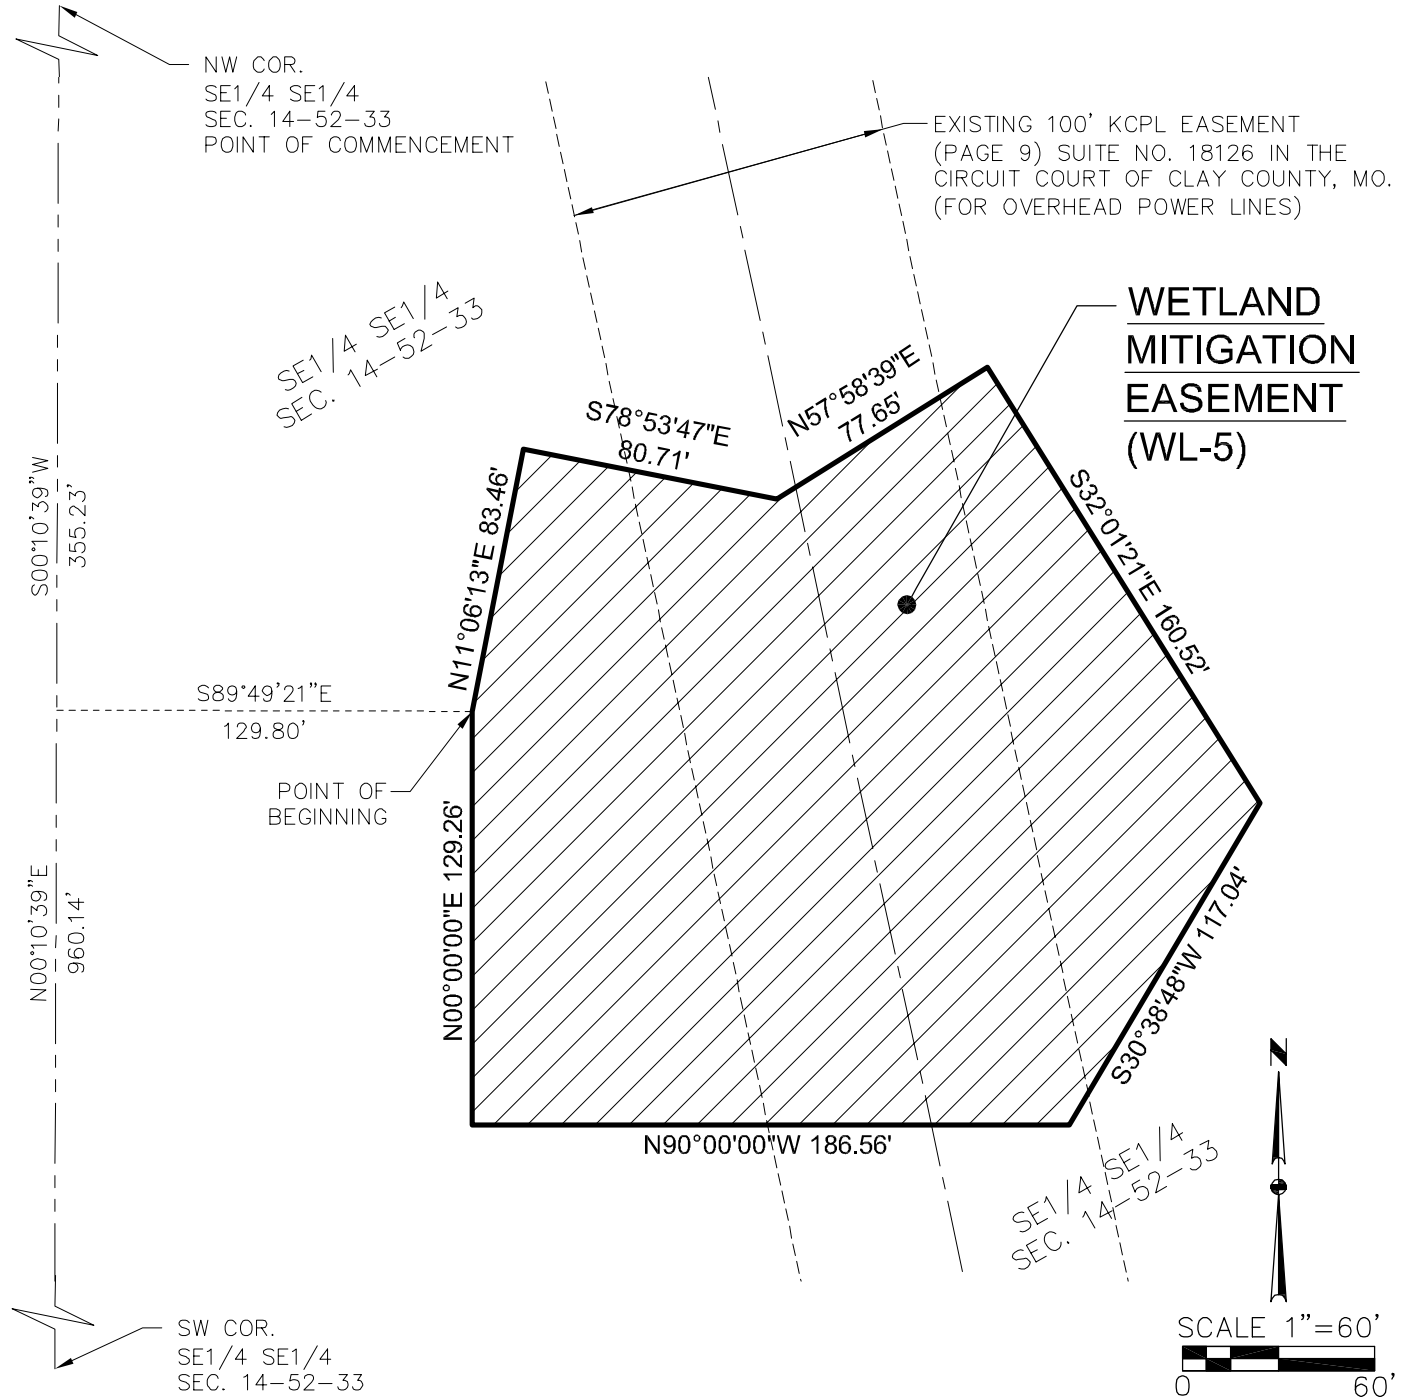 NW COR.
SE1/4 SE1/4
SEC. 14-52-33
POINT OF COMMENCEMENT
EXISTING 100' KCPL EASEMENT
(PAGE 9) SUITE NO. 18126 IN THE
CIRCUIT COURT OF CLAY COUNTY, MO.
(FOR OVERHEAD POWER LINES)
WETLAND
MITIGATION
EASEMENT
(WL-5)
SE1/4 SE1/4
SEC. 14-52-33
S78°53'47"E
80.71'
N57°58'39"E
77.65'
S32°01'21"E 160.52'
N11°06'13"E 83.46'
S00°10'39"W
355.23'
S89°49'21"E
129.80'
POINT OF
BEGINNING
N00°10'39"E
960.14'
N00°00'00"E 129.26'
S30°38'48"W 117.04'
N90°00'00"W 186.56'
SE1/4 SE1/4
SEC. 14-52-33
N
SW COR.
SE1/4 SE1/4
SEC. 14-52-33
SCALE 1"=60'
0 60'